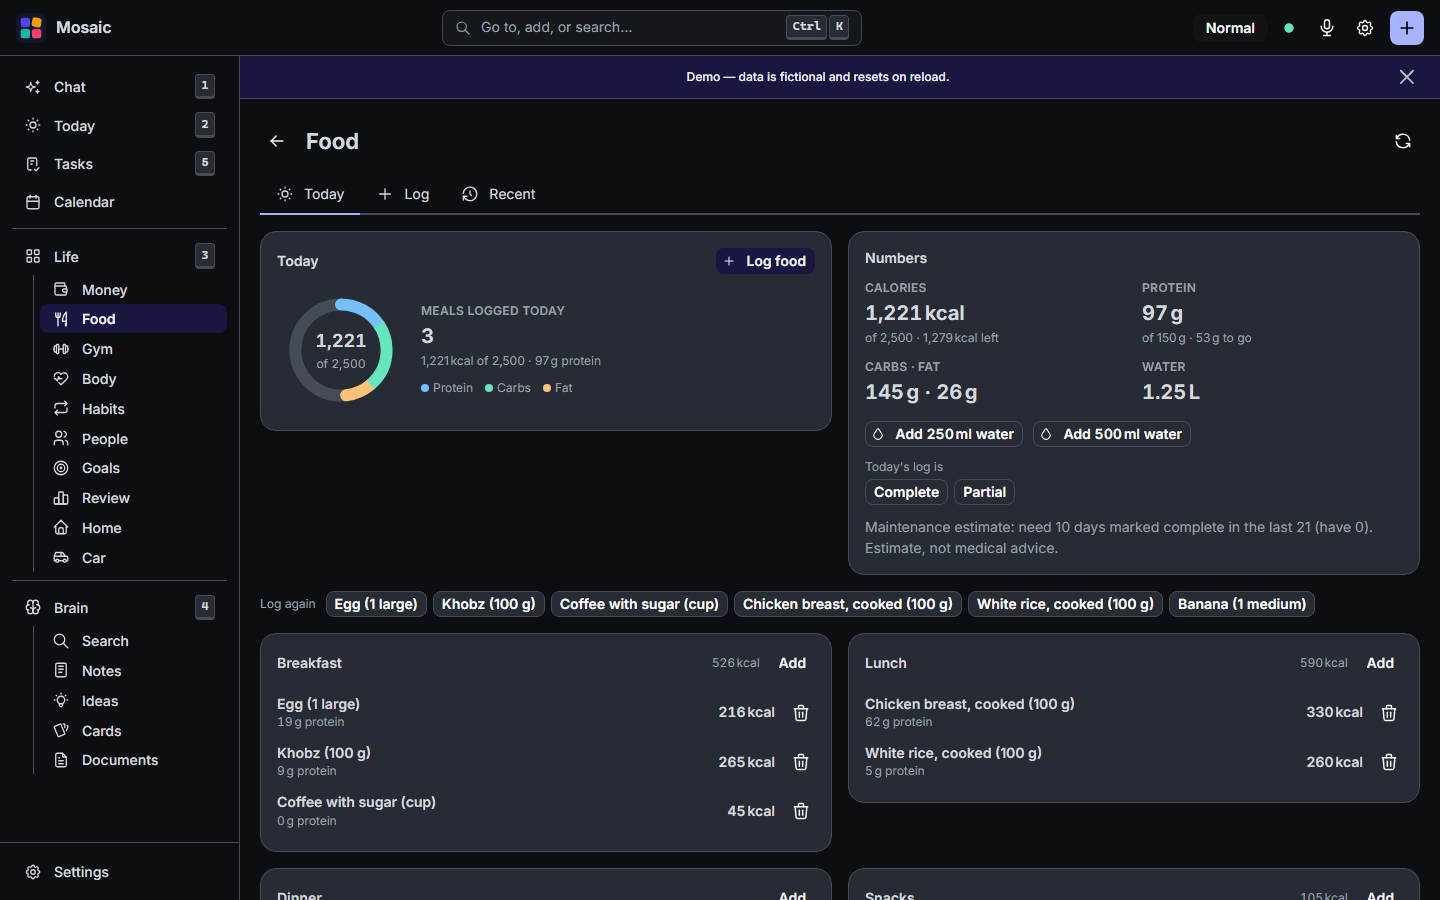 Mosaic
Go to, add, or search...
Ctrl K
Normal
Chat 1
Today 2
Tasks 5
Calendar
Life 3
Money
Food
Gym
Body
Habits
People
Goals
Review
Home
Car
Brain 4
Search
Notes
Ideas
Cards
Documents
Settings
Demo — data is fictional and resets on reload.
Food
Today
Log
Recent
Today
Log food
1,221
of 2,500
MEALS LOGGED TODAY
3
1,221 kcal of 2,500 · 97 g protein
Protein Carbs Fat
Numbers
CALORIES
1,221 kcal
of 2,500 · 1,279 kcal left
PROTEIN
97 g
of 150 g · 53 g to go
CARBS · FAT
145 g · 26 g
WATER
1.25 L
Add 250 ml water
Add 500 ml water
Today's log is
Complete
Partial
Maintenance estimate: need 10 days marked complete in the last 21 (have 0).
Estimate, not medical advice.
Log again
Egg (1 large)
Khobz (100 g)
Coffee with sugar (cup)
Chicken breast, cooked (100 g)
White rice, cooked (100 g)
Banana (1 medium)
Breakfast 526 kcal Add
Egg (1 large)
19 g protein
216 kcal
Khobz (100 g)
9 g protein
265 kcal
Coffee with sugar (cup)
0 g protein
45 kcal
Lunch 590 kcal Add
Chicken breast, cooked (100 g)
62 g protein
330 kcal
White rice, cooked (100 g)
5 g protein
260 kcal
Dinner Add
Snacks 105 kcal Add